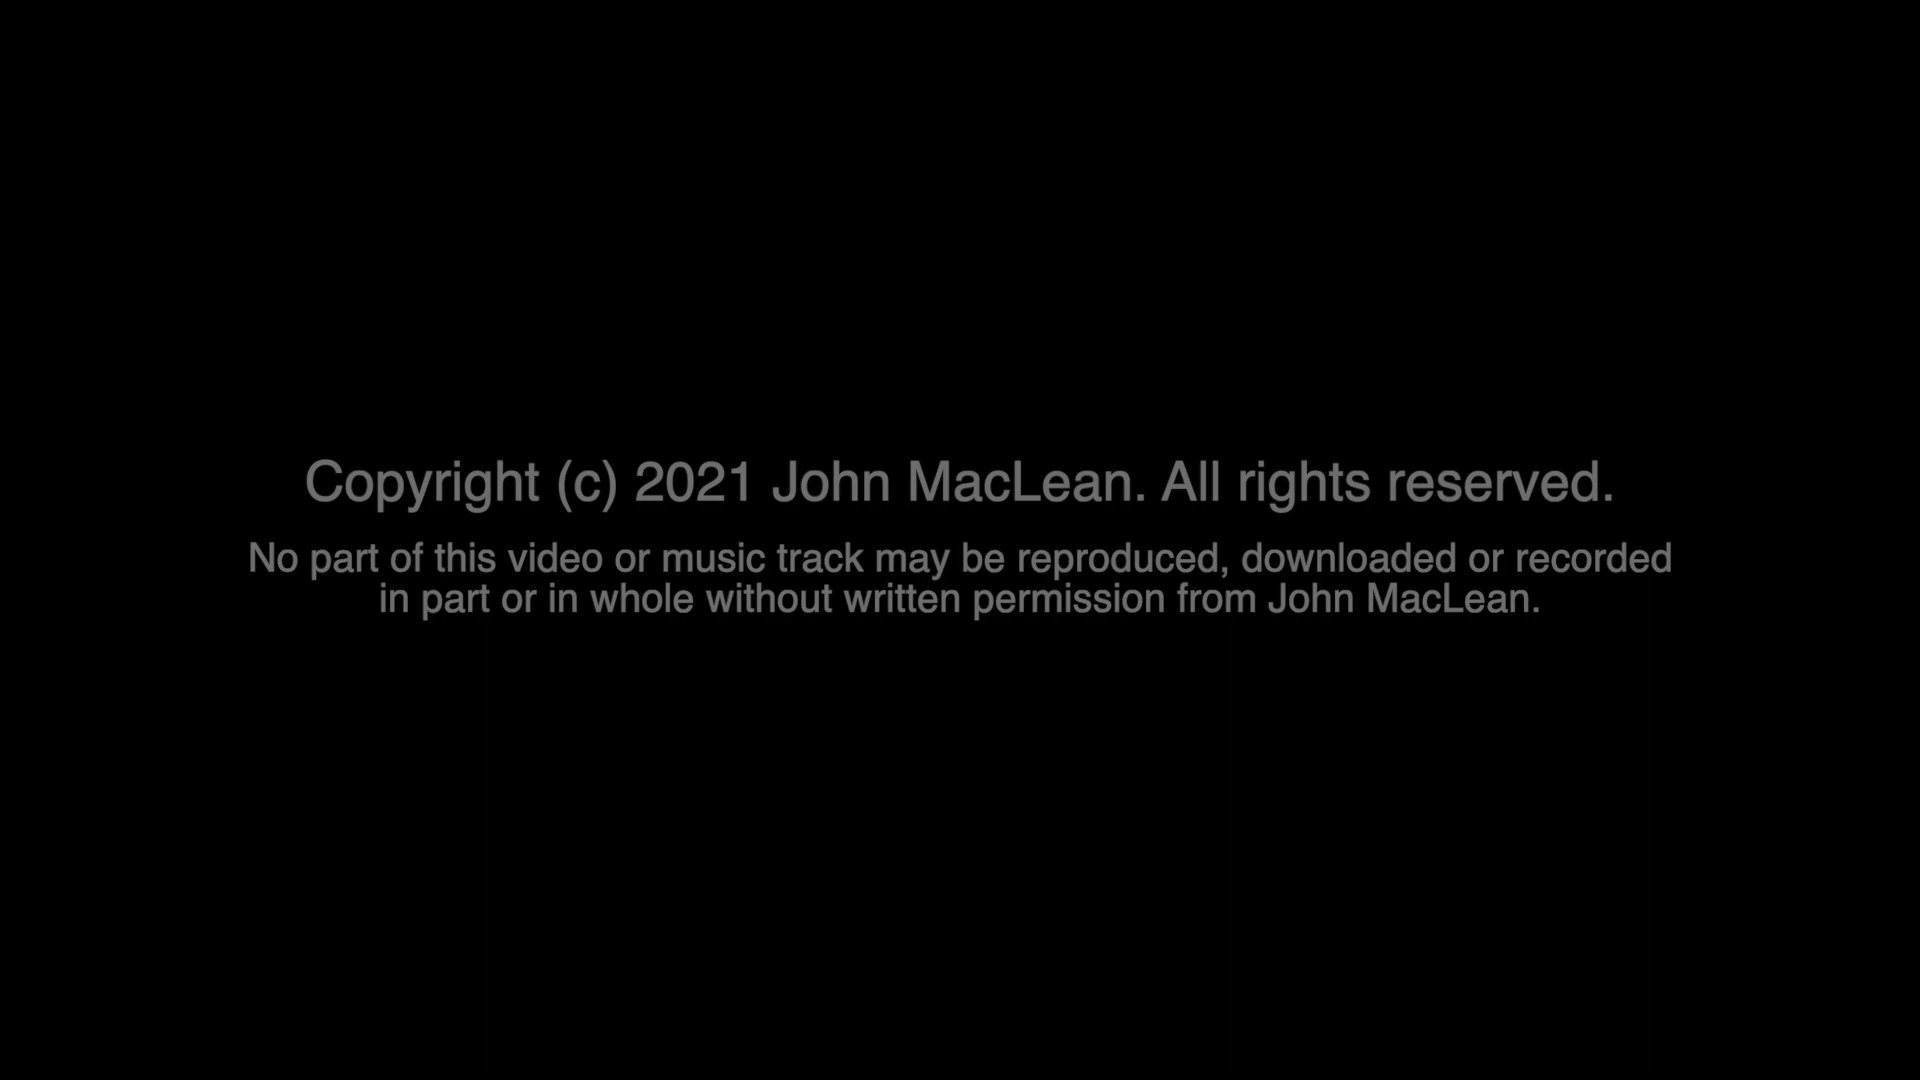 Copyright (c) 2021 John MacLean. All rights reserved.
No part of this video or music track may be reproduced, downloaded or recorded
in part or in whole without written permission from John MacLean.